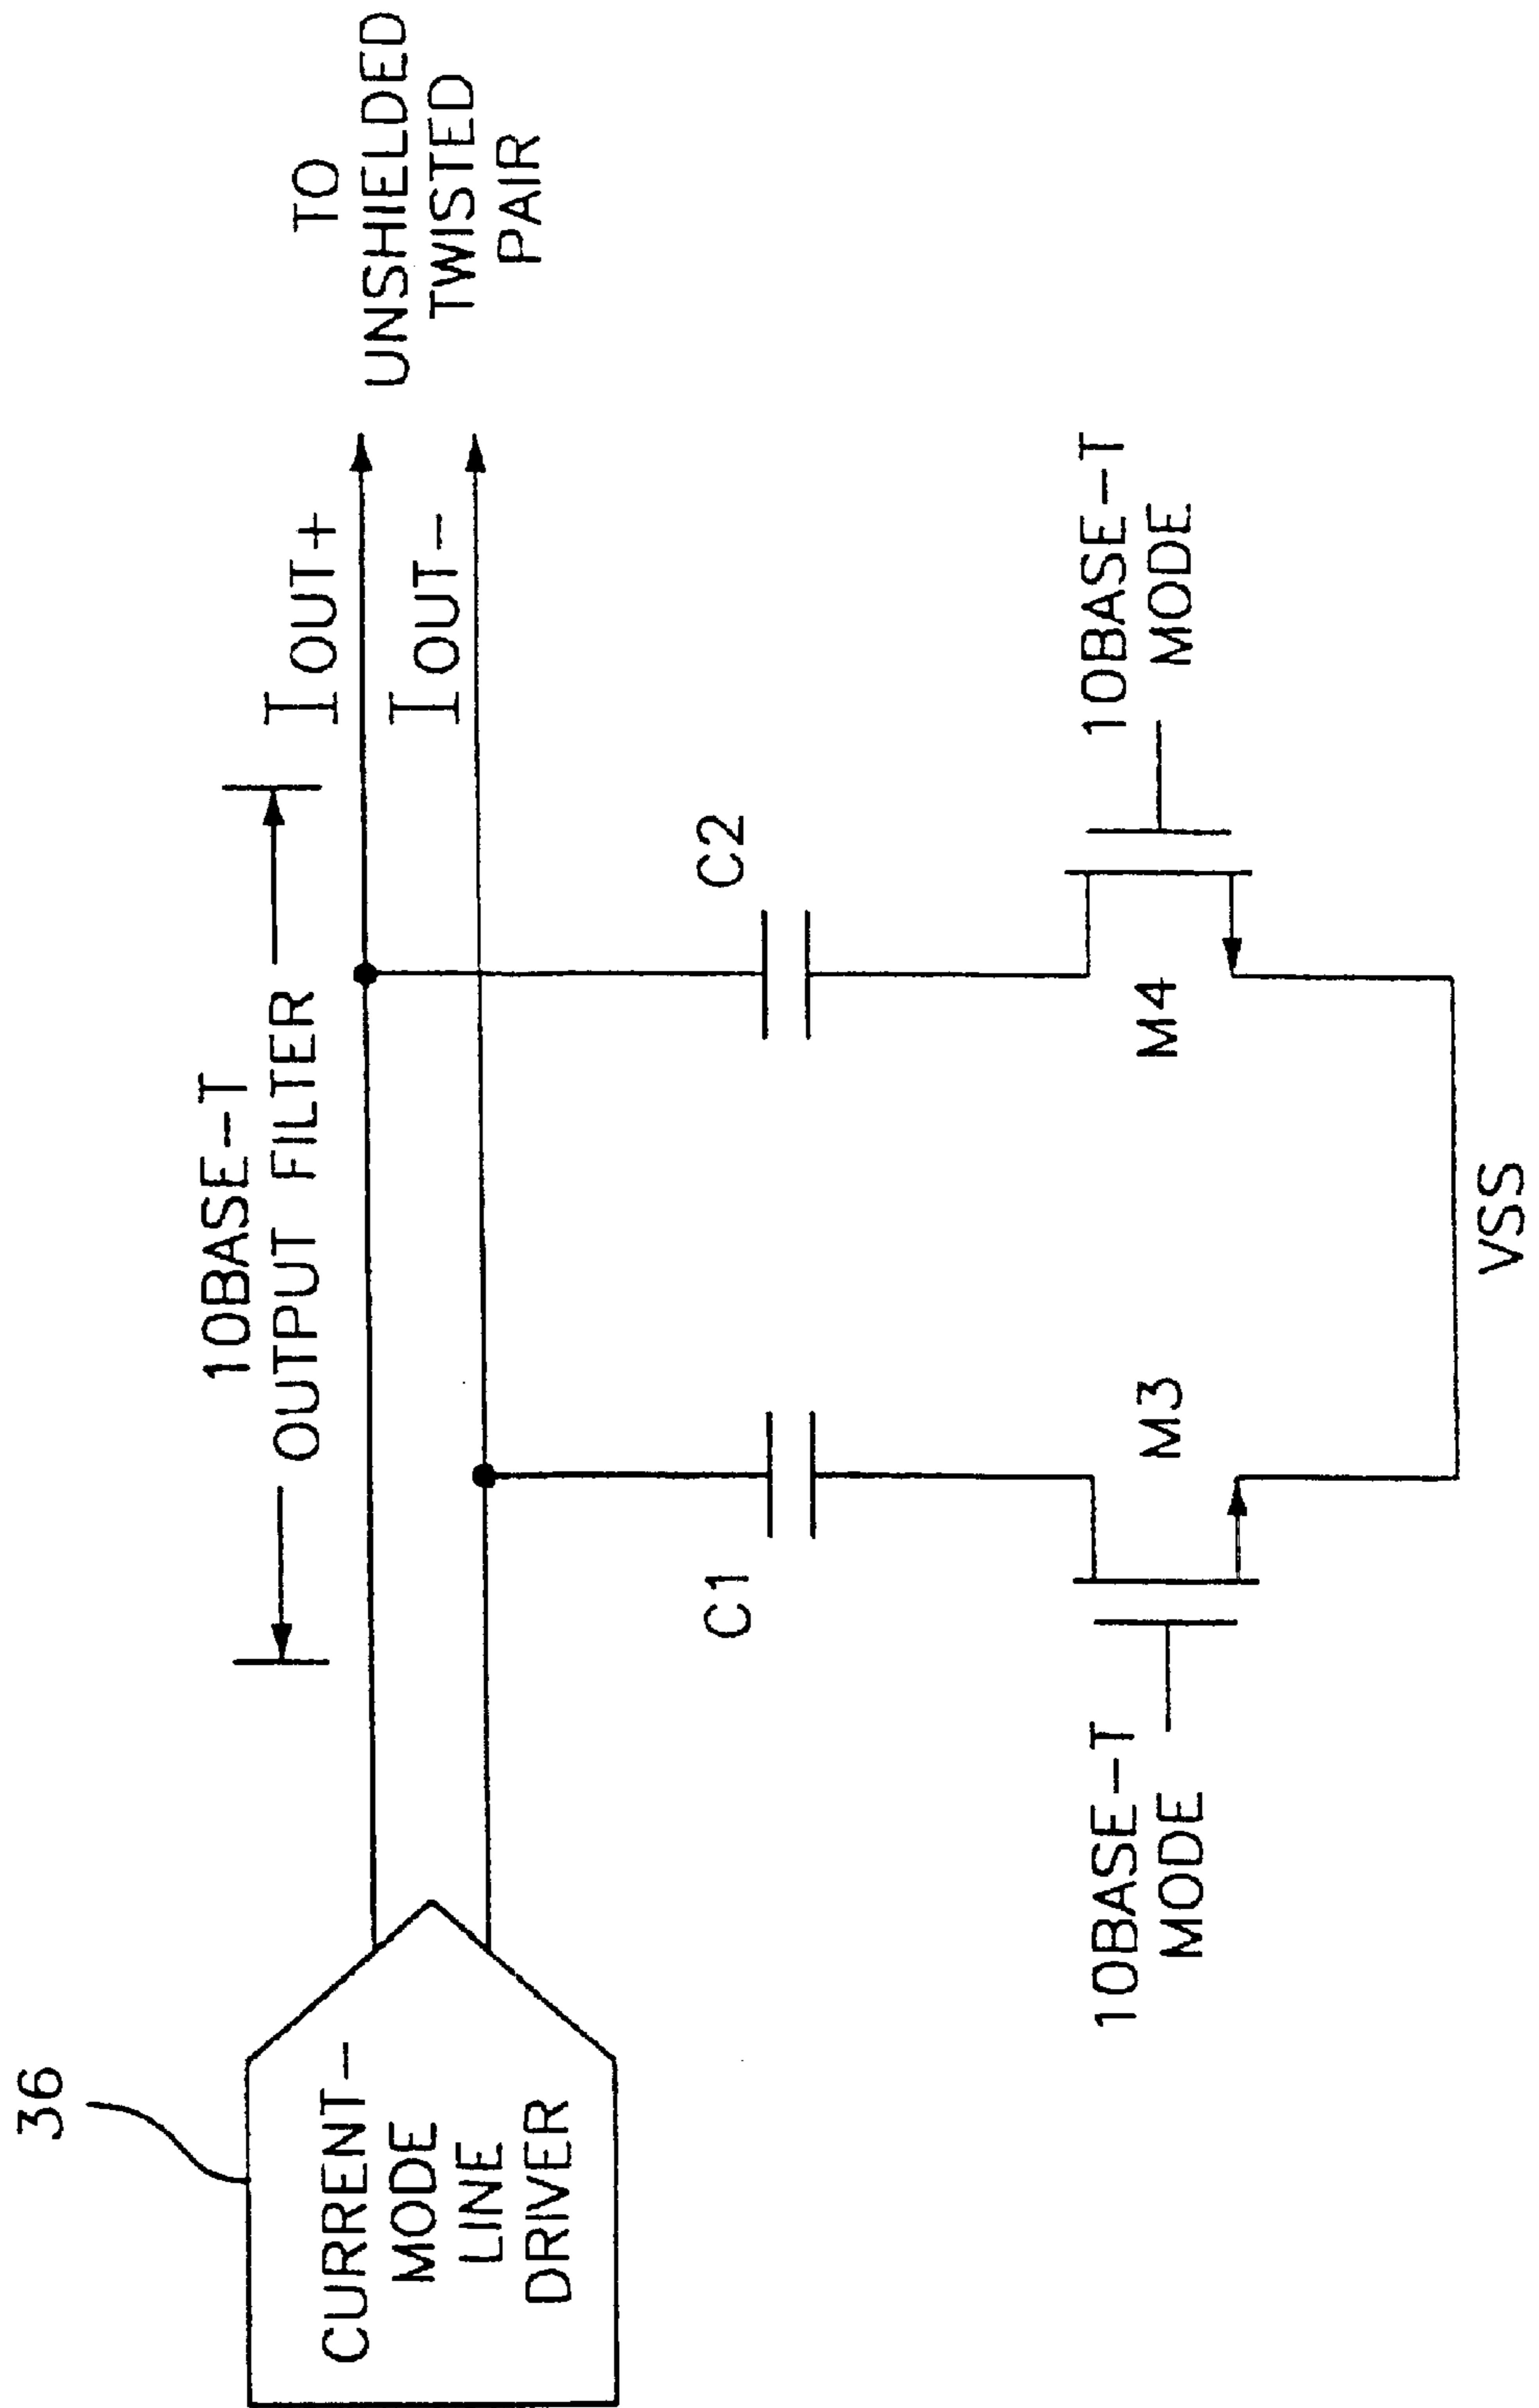 36
CURRENT-
MODE
LINE
DRIVER
10BASE-T
OUTPUT FILTER
I OUT+
I OUT-
TO
UNSHIELDED
TWISTED
PAIR
C1
C2
10BASE-T
MODE
M3
M4
10BASE-T
MODE
VSS